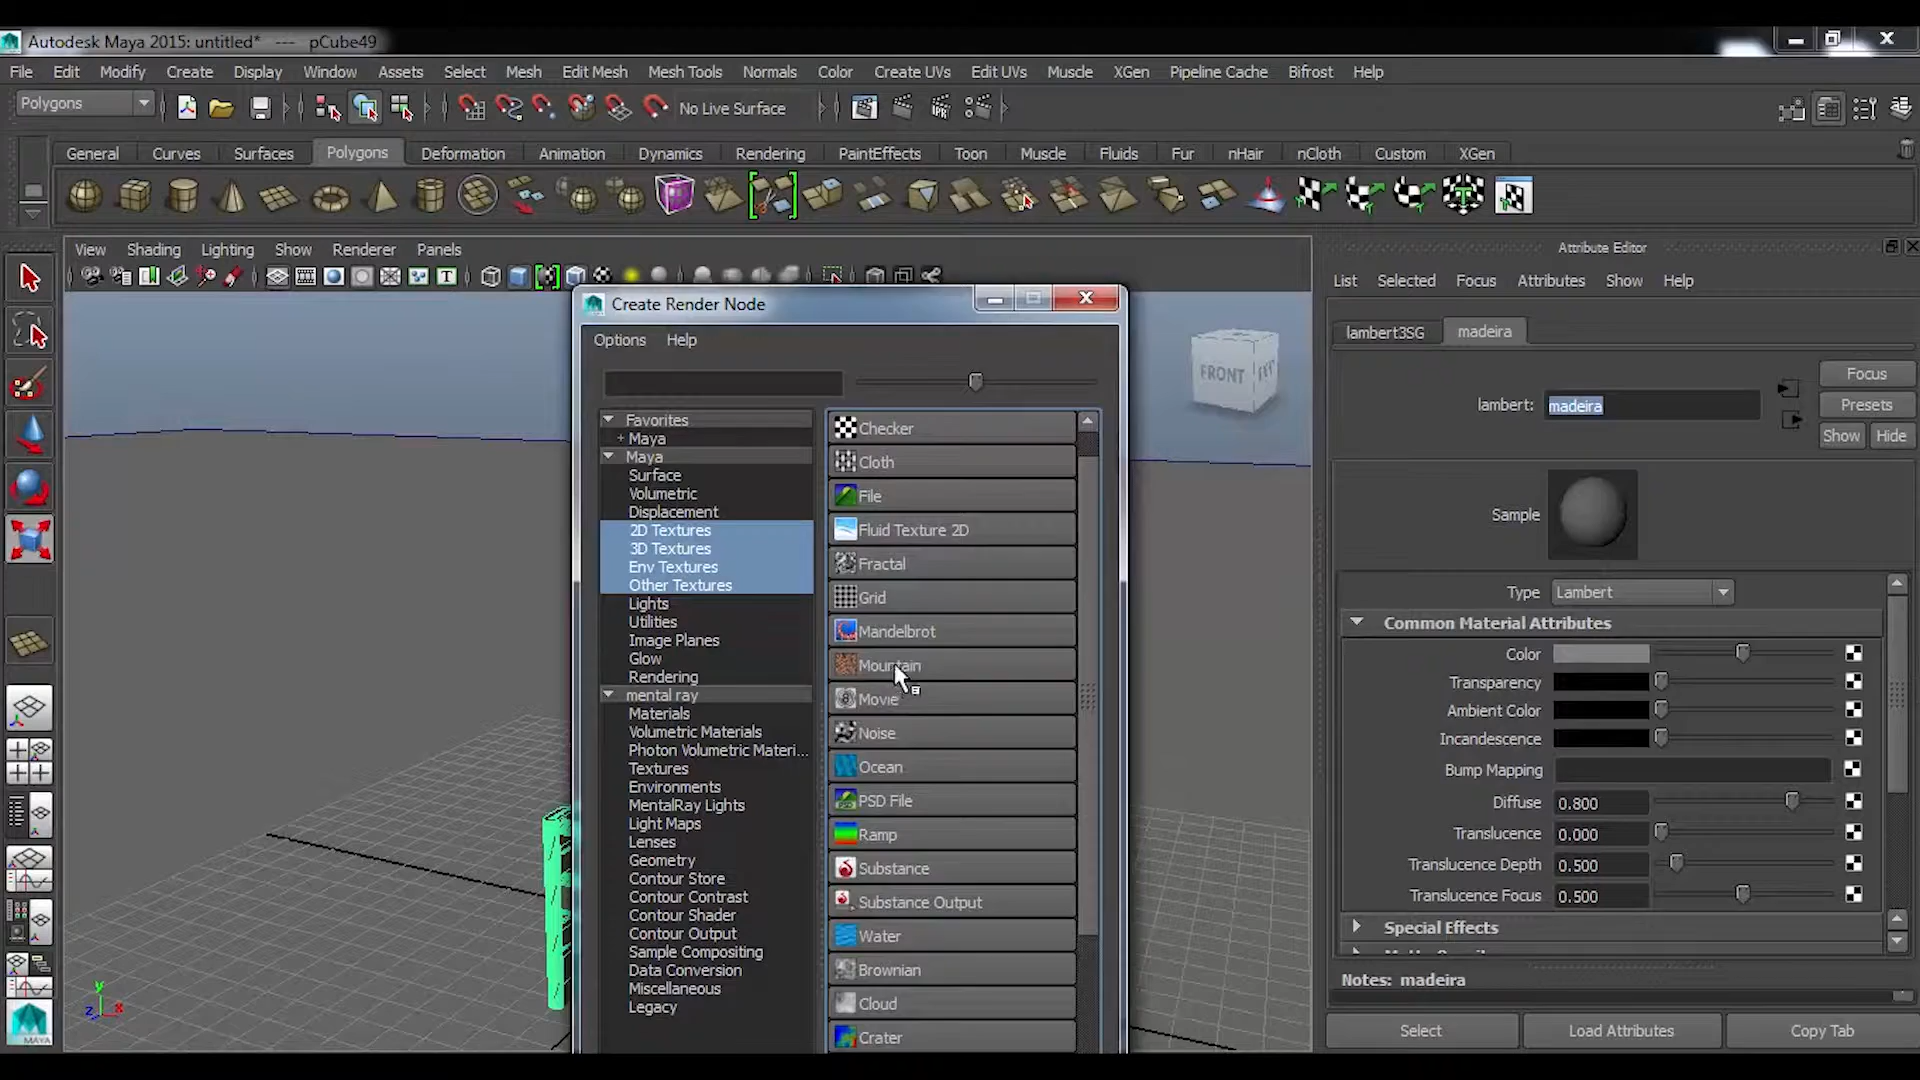 Autodesk Maya 2015: untitled* --- pCube49
File Edit Modify Create Display Window Assets Select Mesh Edit Mesh Mesh Tools Normals Color Create UVs Edit UVs Muscle XGen Pipeline Cache Bifrost Help
Polygons No Live Surface
General Curves Surfaces Polygons Deformation Animation Dynamics Rendering PaintEffects Toon Muscle Fluids Fur nHair nCloth Custom XGen
View Shading Lighting Show Renderer Panels
Create Render Node
Options Help
Favorites
+ Maya
Maya
Surface
Volumetric
Displacement
2D Textures
3D Textures
Env Textures
Other Textures
Lights
Utilities
Image Planes
Glow
Rendering
mental ray
Materials
Volumetric Materials
Photon Volumetric Materi...
Textures
Environments
MentalRay Lights
Light Maps
Lenses
Geometry
Contour Store
Contour Contrast
Contour Shader
Contour Output
Sample Compositing
Data Conversion
Miscellaneous
Legacy
Checker
Cloth
File
Fluid Texture 2D
Fractal
Grid
Mandelbrot
Mountain
Movie
Noise
Ocean
PSD File
Ramp
Substance
Substance Output
Water
Brownian
Cloud
Crater
FRONT
y
z x
MAYA
Attribute Editor
List Selected Focus Attributes Show Help
lambert3SG madeira
Focus
lambert: madeira Presets
Show Hide
Sample
Type Lambert
Common Material Attributes
Color
Transparency
Ambient Color
Incandescence
Bump Mapping
Diffuse 0.800
Translucence 0.000
Translucence Depth 0.500
Translucence Focus 0.500
Special Effects
Notes: madeira
Select Load Attributes Copy Tab